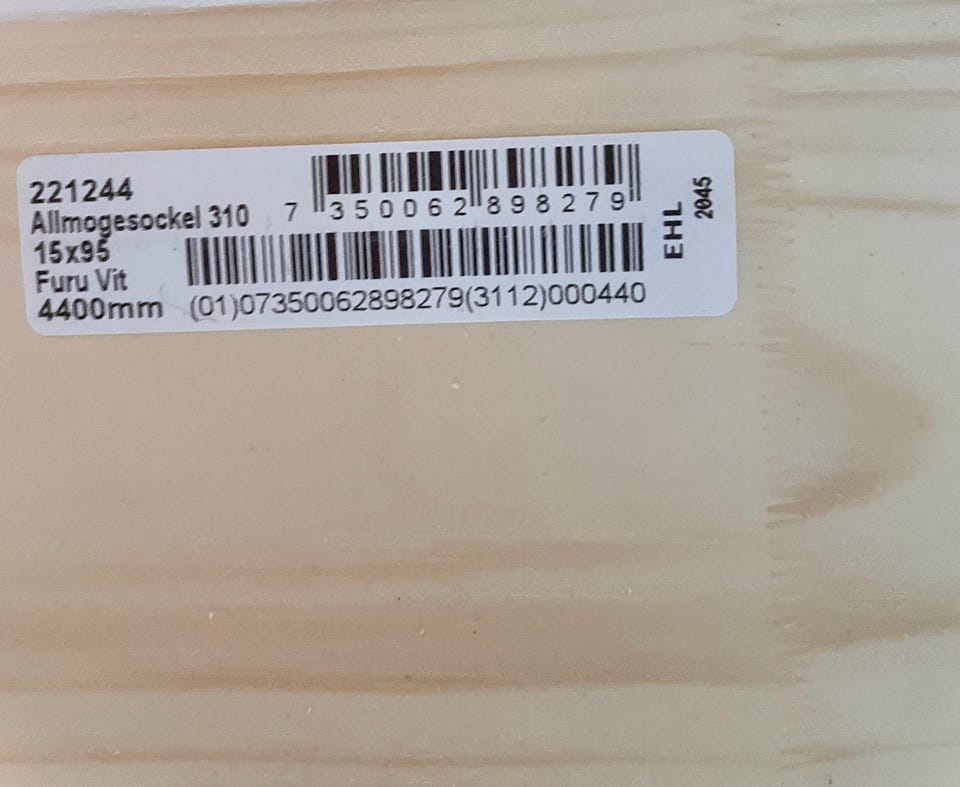 221244
Allmogesockel 310
15x95
Furu Vit
4400mm
7 350062 898279
(01)07350062898279(3112)000440
EHL
2045